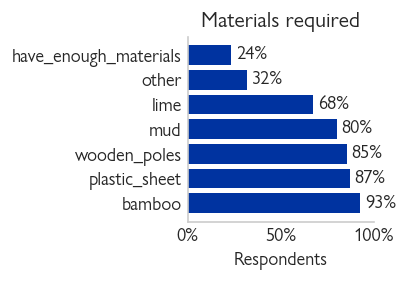 Materials required
have_enough_materials 24%
other 32%
lime 68%
mud 80%
wooden_poles 85%
plastic_sheet 87%
bamboo 93%
0% 50% 100%
Respondents